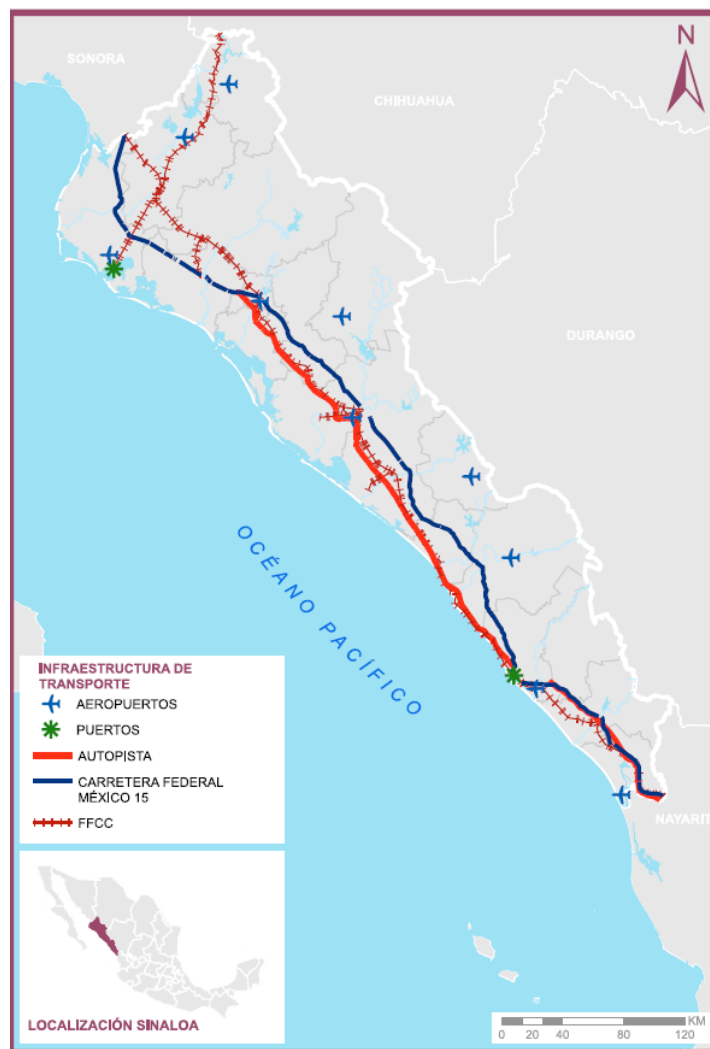 N
SONORA
CHIHUAHUA
DURANGO
OCÉANO PACÍFICO
NAYARIT
INFRAESTRUCTURA DE
TRANSPORTE
AEROPUERTOS
PUERTOS
AUTOPISTA
CARRETERA FEDERAL
MÉXICO 15
FFCC
LOCALIZACIÓN SINALOA
KM
0 20 40 80 120